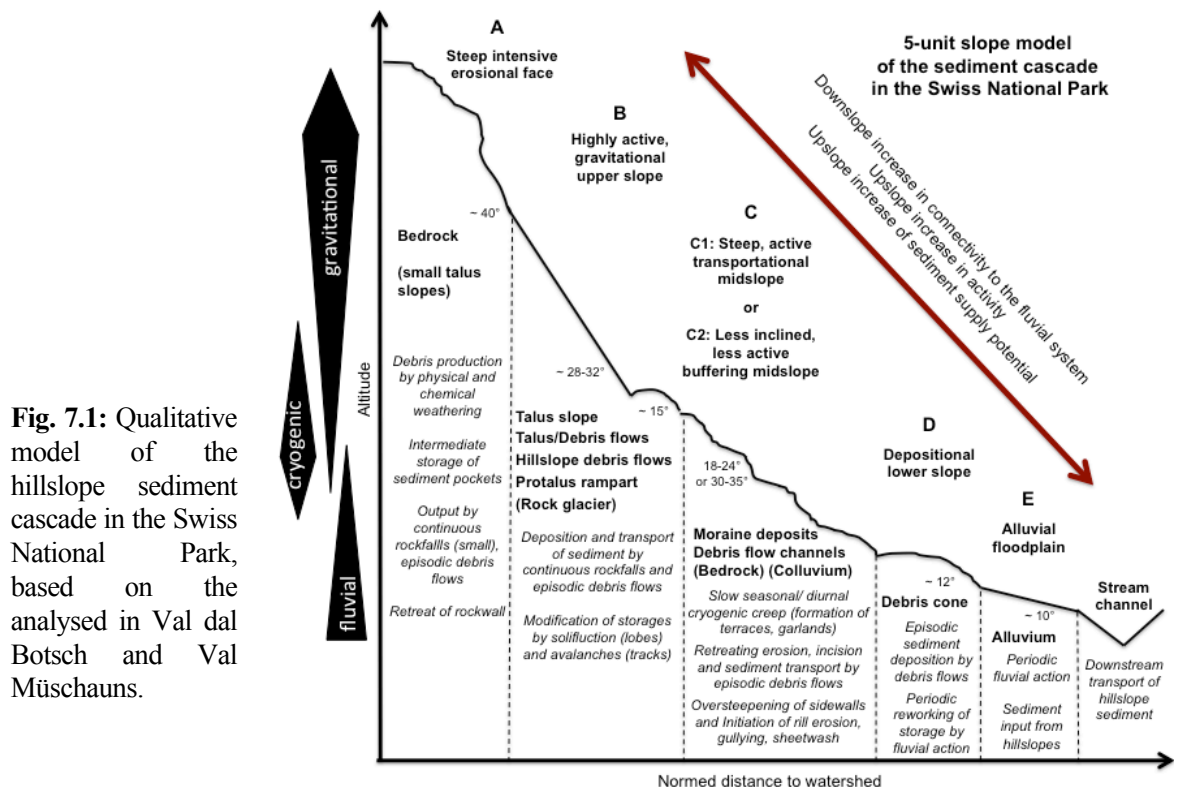 Fig. 7.1: Qualitative
model of the
hillslope sediment
cascade in the Swiss
National Park,
based on the
analysed in Val dal
Botsch and Val
Müschauns.
gravitational
cryogenic
fluvial
Altitude
Normed distance to watershed
5-unit slope model
of the sediment cascade
in the Swiss National Park
Downslope increase in connectivity to the fluvial system
Upslope increase in activity
Upslope increase of sediment supply potential
A
Steep intensive
erosional face
~ 40°
Bedrock
(small talus
slopes)
Debris production
by physical and
chemical
weathering
Intermediate
storage of
sediment pockets
Output by
continuous
rockfallls (small),
episodic debris
flows
Retreat of rockwall
B
Highly active,
gravitational
upper slope
~ 28-32°
~ 15°
Talus slope
Talus/Debris flows
Hillslope debris flows
Protalus rampart
(Rock glacier)
Deposition and transport
of sediment by
continuous rockfalls and
episodic debris flows
Modification of storages
by solifluction (lobes)
and avalanches (tracks)
C
C1: Steep, active
transportational
midslope
or
C2: Less inclined,
less active
buffering midslope
18-24°
or 30-35°
Moraine deposits
Debris flow channels
(Bedrock) (Colluvium)
Slow seasonal/ diurnal
cryogenic creep (formation of
terraces, garlands)
Retreating erosion, incision
and sediment transport by
episodic debris flows
Oversteepening of sidewalls
and Initiation of rill erosion,
gullying, sheetwash
D
Depositional
lower slope
~ 12°
Debris cone
Episodic
sediment
deposition by
debris flows
Periodic
reworking of
storage by
fluvial action
E
Alluvial
floodplain
~ 10°
Alluvium
Periodic
fluvial action
Sediment
input from
hillslopes
Stream
channel
Downstream
transport of
hillslope
sediment